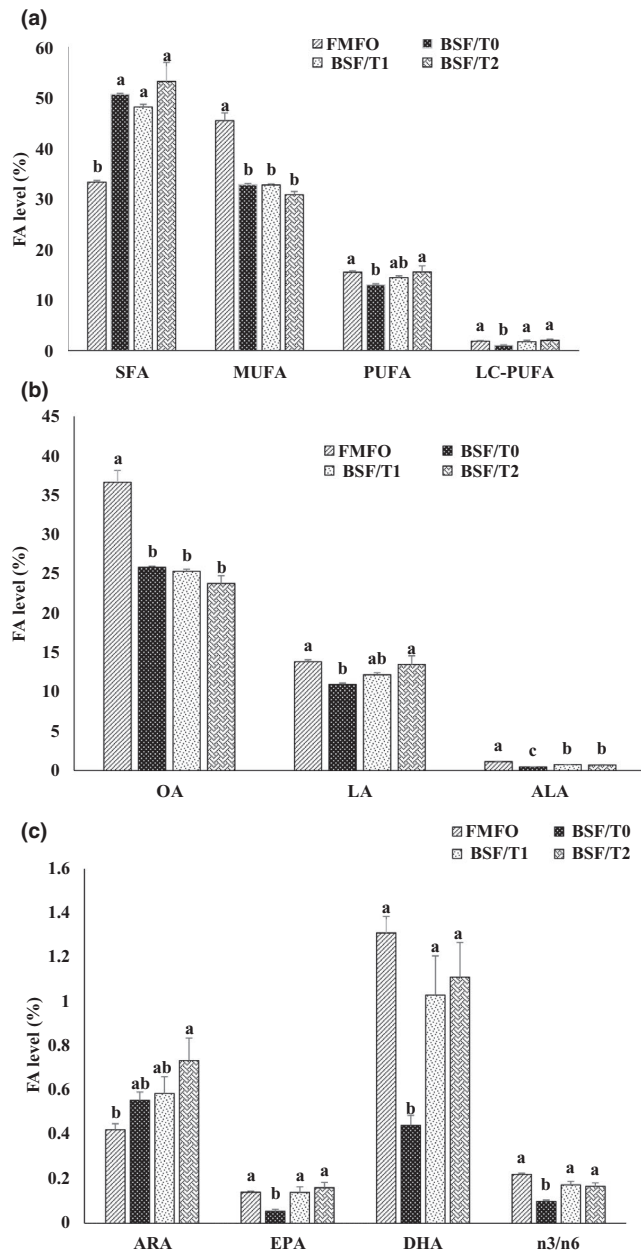 (a)
FMFO BSF/T0
BSF/T1 BSF/T2
60
50
40
30
20
10
0
FA level (%)
b a a a
a b b b
a b ab a
a b a a
SFA MUFA PUFA LC-PUFA
(b)
FMFO BSF/T0
BSF/T1 BSF/T2
45
40
35
30
25
20
15
10
5
0
FA level (%)
a b b b
a b ab a
a c b b
OA LA ALA
(c)
FMFO BSF/T0
BSF/T1 BSF/T2
1.6
1.4
1.2
1
0.8
0.6
0.4
0.2
0
FA level (%)
b ab ab a
a b a a
a b a a
a b a a
ARA EPA DHA n3/n6